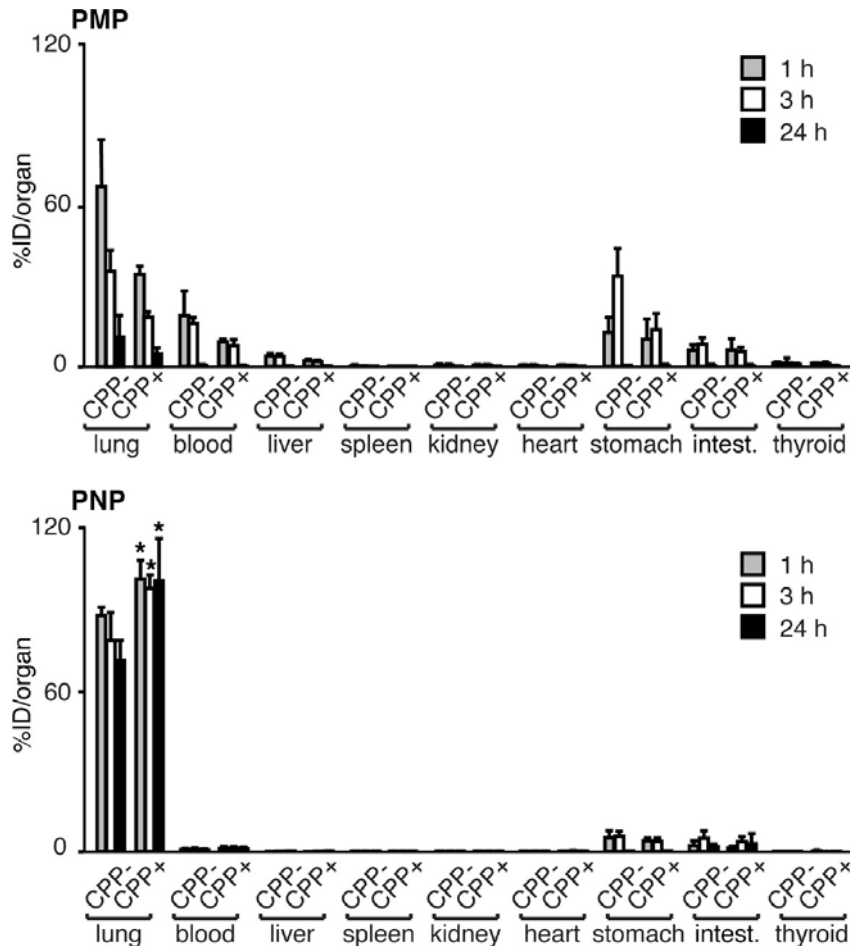 PMP
120
1 h
3 h
24 h
%ID/organ
60
0
CPP- CPP+ CPP- CPP+ CPP- CPP+ CPP- CPP+ CPP- CPP+ CPP- CPP+ CPP- CPP+ CPP- CPP+ CPP- CPP+
lung blood liver spleen kidney heart stomach intest. thyroid
PNP
120
* * *
1 h
3 h
24 h
%ID/organ
60
0
CPP- CPP+ CPP- CPP+ CPP- CPP+ CPP- CPP+ CPP- CPP+ CPP- CPP+ CPP- CPP+ CPP- CPP+ CPP- CPP+
lung blood liver spleen kidney heart stomach intest. thyroid